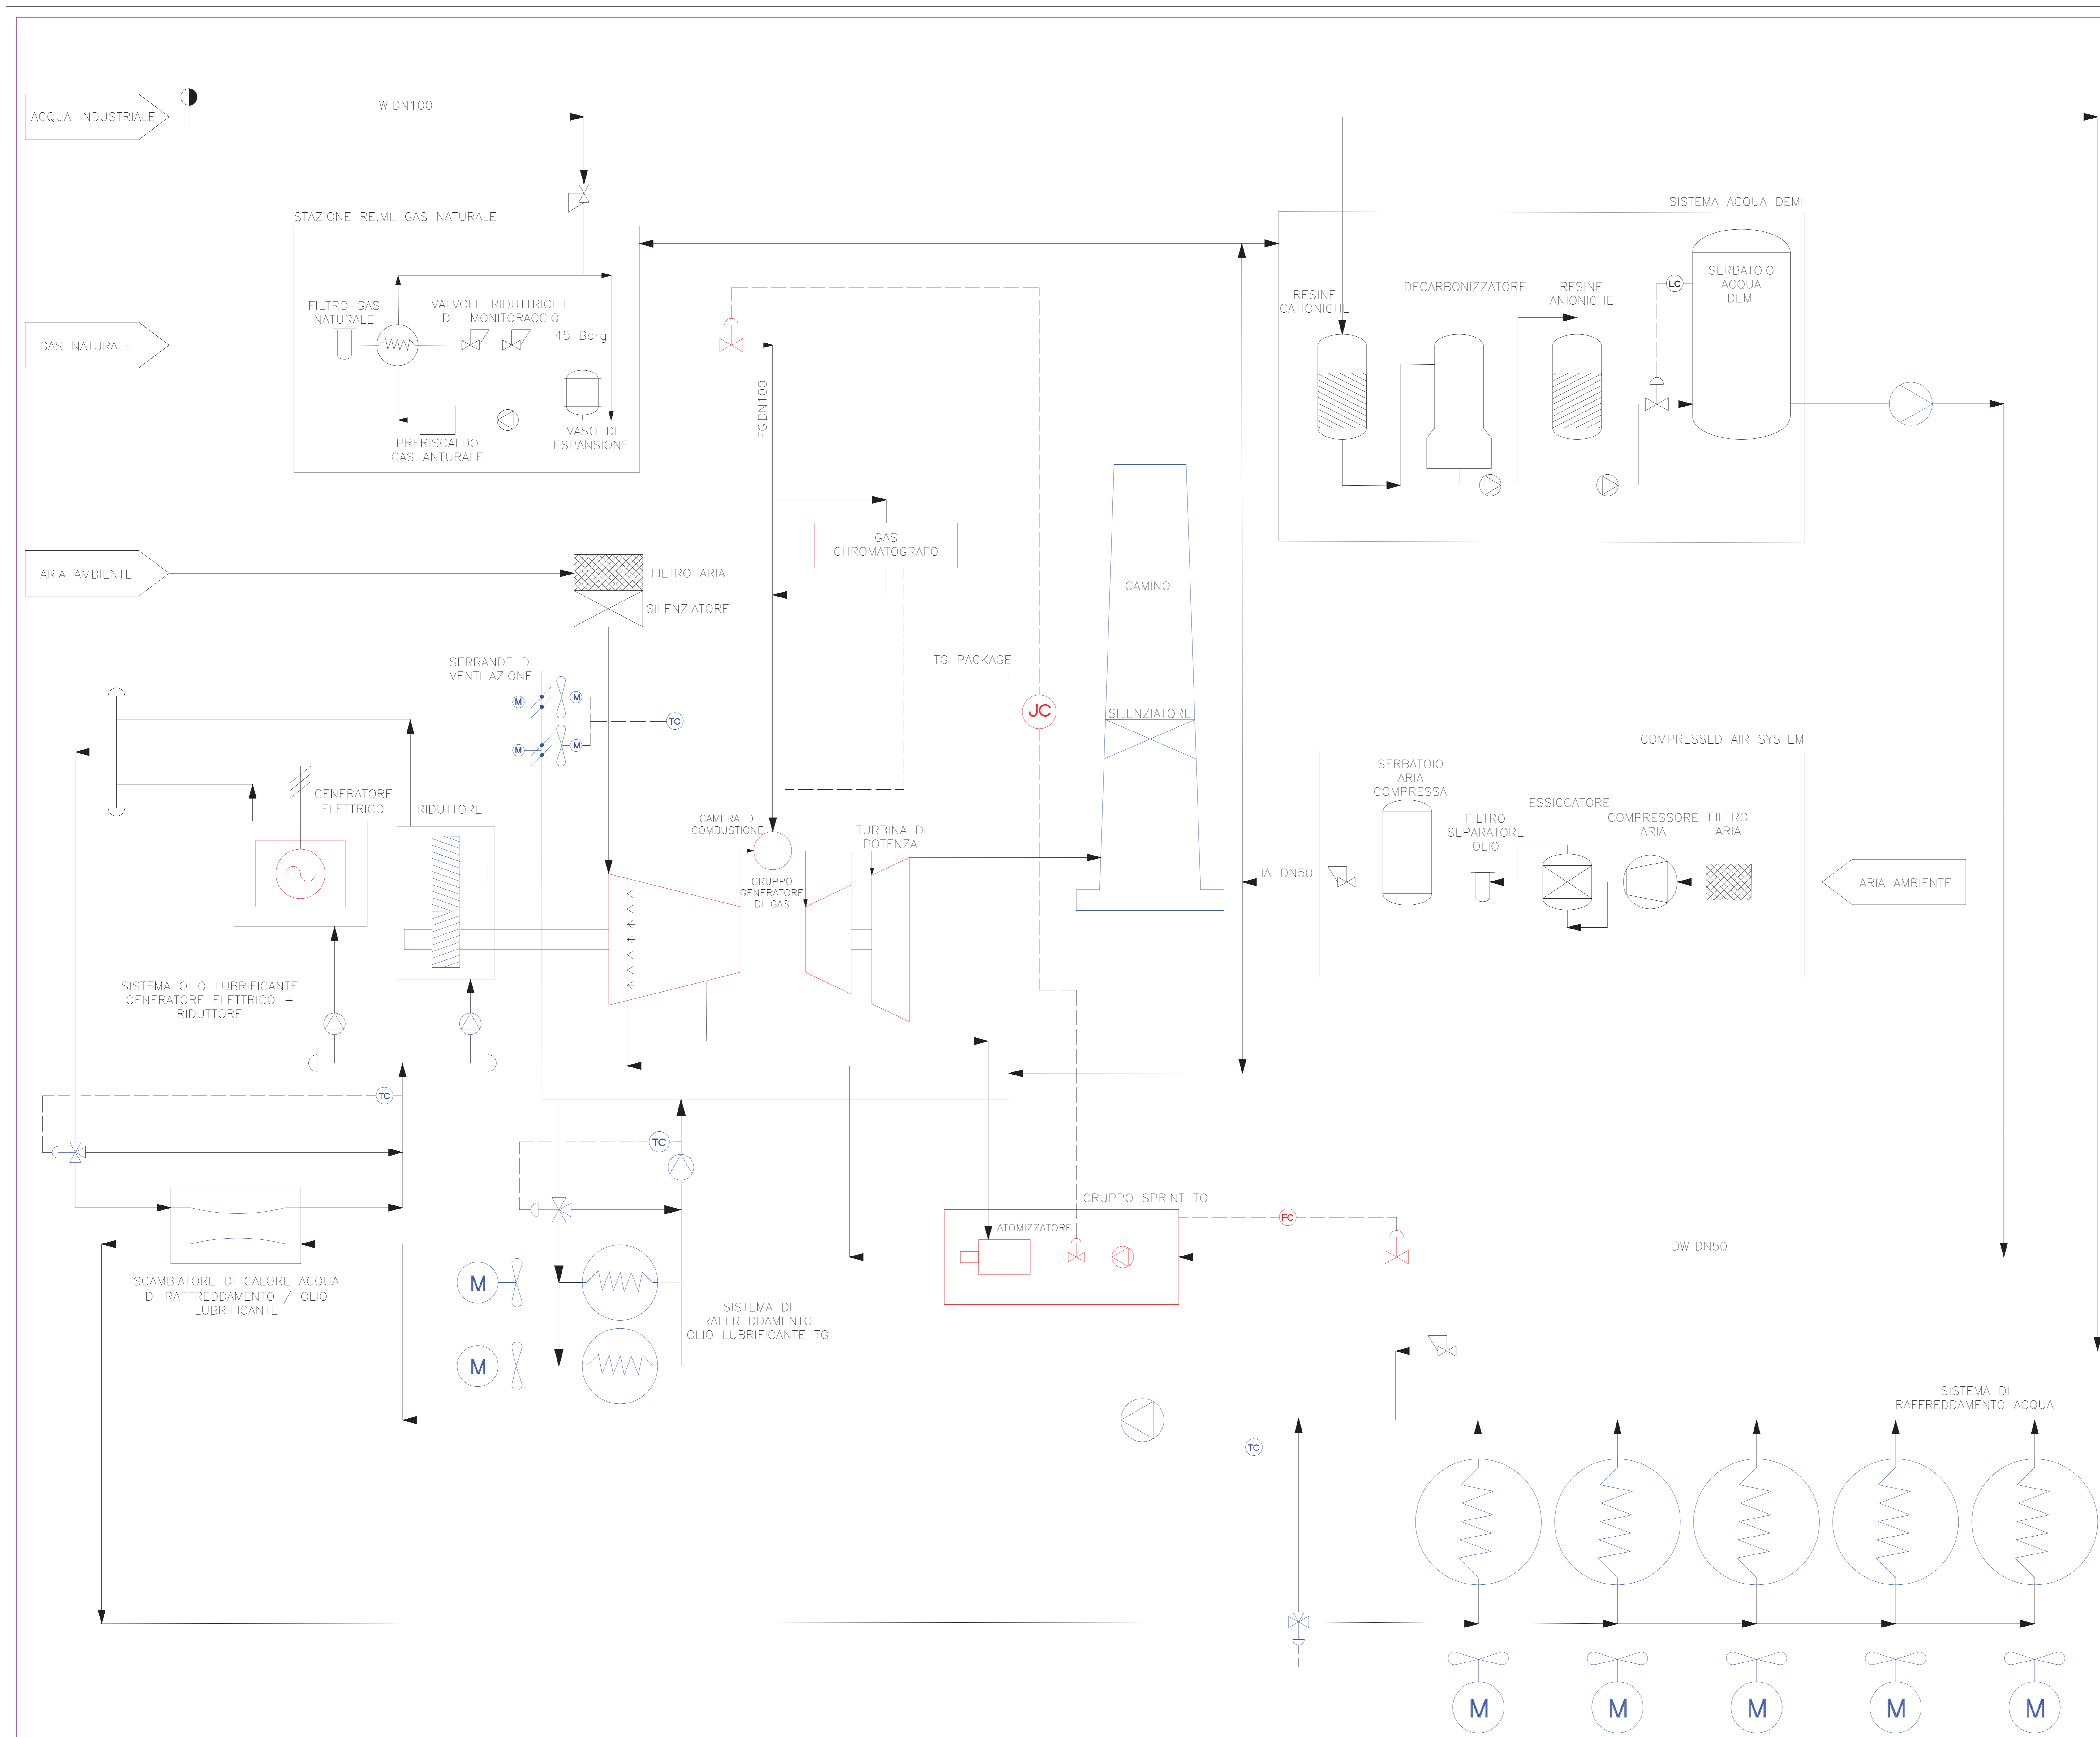 IW DN100
ACQUA INDUSTRIALE
SISTEMA ACQUA DEMI
STAZIONE RE.MI. GAS NATURALE
SERBATOIO
ACQUA
DEMI
LC
DECARBONIZZATORE
RESINE
ANIONICHE
RESINE
CATIONICHE
FILTRO GAS
NATURALE
VALVOLE RIDUTTRICI E
DI MONITORAGGIO
45 Barg
GAS NATURALE
FG DN100
VASO DI
ESPANSIONE
PRERISCALDO
GAS ANTURALE
GAS
CHROMATOGRAFO
ARIA AMBIENTE
FILTRO ARIA
SILENZIATORE
CAMINO
SERRANDE DI
VENTILAZIONE
TG PACKAGE
M
M
TC
M
M
JC
SILENZIATORE
COMPRESSED AIR SYSTEM
SERBATOIO
ARIA
COMPRESSA
ESSICCATORE
FILTRO
SEPARATORE
OLIO
COMPRESSORE
ARIA
FILTRO
ARIA
GENERATORE
ELETTRICO
RIDUTTORE
CAMERA DI
COMBUSTIONE
TURBINA DI
POTENZA
GRUPPO
GENERATORE
DI GAS
IA DN50
ARIA AMBIENTE
SISTEMA OLIO LUBRIFICANTE
GENERATORE ELETTRICO +
RIDUTTORE
TC
TC
GRUPPO SPRINT TG
ATOMIZZATORE
FC
DW DN50
SCAMBIATORE DI CALORE ACQUA
DI RAFFREDDAMENTO / OLIO
LUBRIFICANTE
M
M
SISTEMA DI
RAFFREDDAMENTO
OLIO LUBRIFICANTE TG
SISTEMA DI
RAFFREDDAMENTO ACQUA
TC
M
M
M
M
M